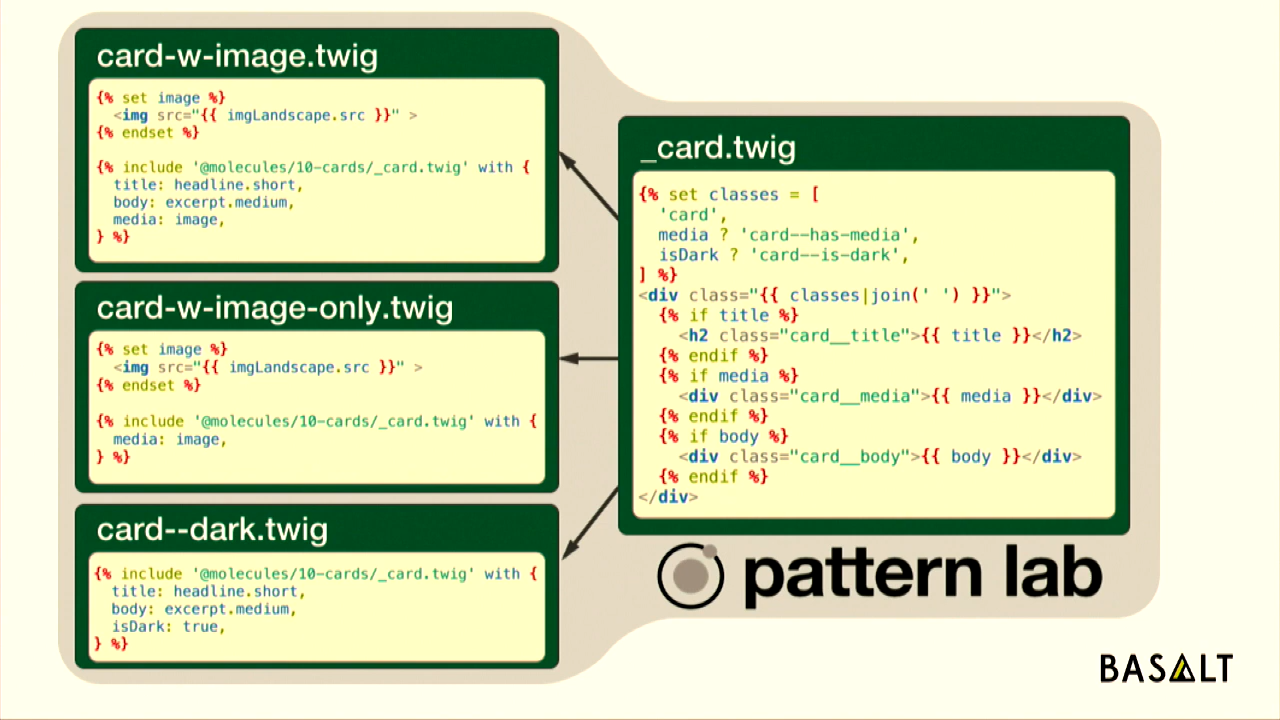 card-w-image.twig
{% set image %}
  <img src="{{ imgLandscape.src }}" >
{% endset %}
{% include '@molecules/10-cards/_card.twig' with {
  title: headline.short,
  body: excerpt.medium,
  media: image,
} %}
card-w-image-only.twig
{% set image %}
  <img src="{{ imgLandscape.src }}" >
{% endset %}
{% include '@molecules/10-cards/_card.twig' with {
  media: image,
} %}
card--dark.twig
{% include '@molecules/10-cards/_card.twig' with {
  title: headline.short,
  body: excerpt.medium,
  isDark: true,
} %}
_card.twig
{% set classes = [
  'card',
  media ? 'card--has-media',
  isDark ? 'card--is-dark',
] %}
<div class="{{ classes|join(' ') }}">
  {% if title %}
    <h2 class="card__title">{{ title }}</h2>
  {% endif %}
  {% if media %}
    <div class="card__media">{{ media }}</div>
  {% endif %}
  {% if body %}
    <div class="card__body">{{ body }}</div>
  {% endif %}
</div>
pattern lab
BASALT